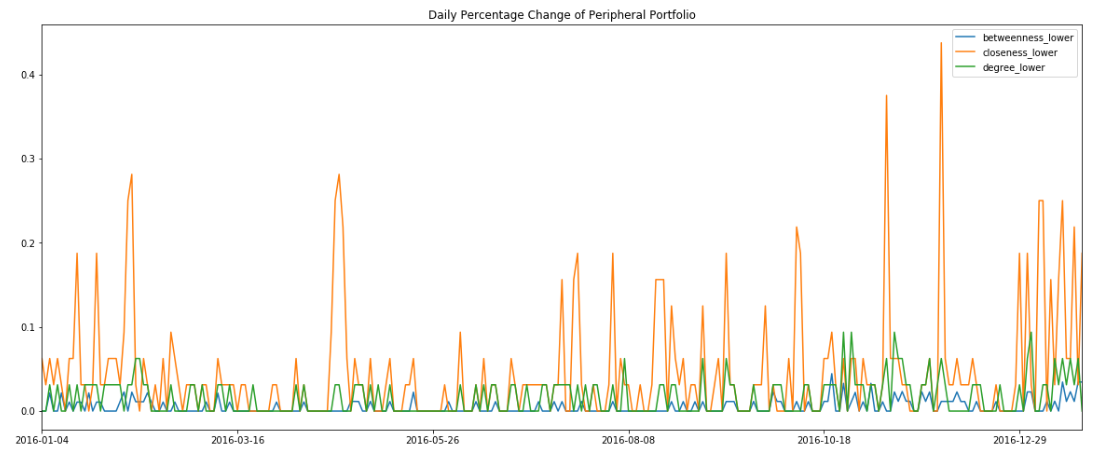 Daily Percentage Change of Peripheral Portfolio
betweenness_lower
closeness_lower
degree_lower
0.4
0.3
0.2
0.1
0.0
2016-01-04 2016-03-16 2016-05-26 2016-08-08 2016-10-18 2016-12-29